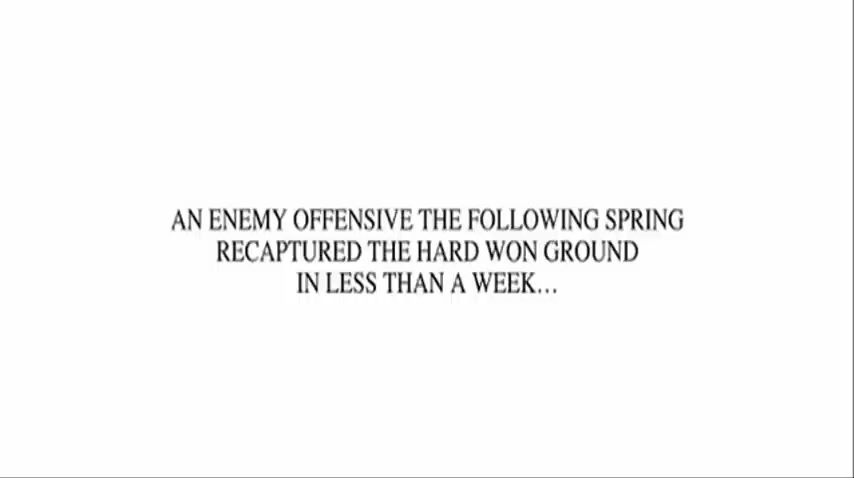 AN ENEMY OFFENSIVE THE FOLLOWING SPRING
RECAPTURED THE HARD WON GROUND
IN LESS THAN A WEEK...